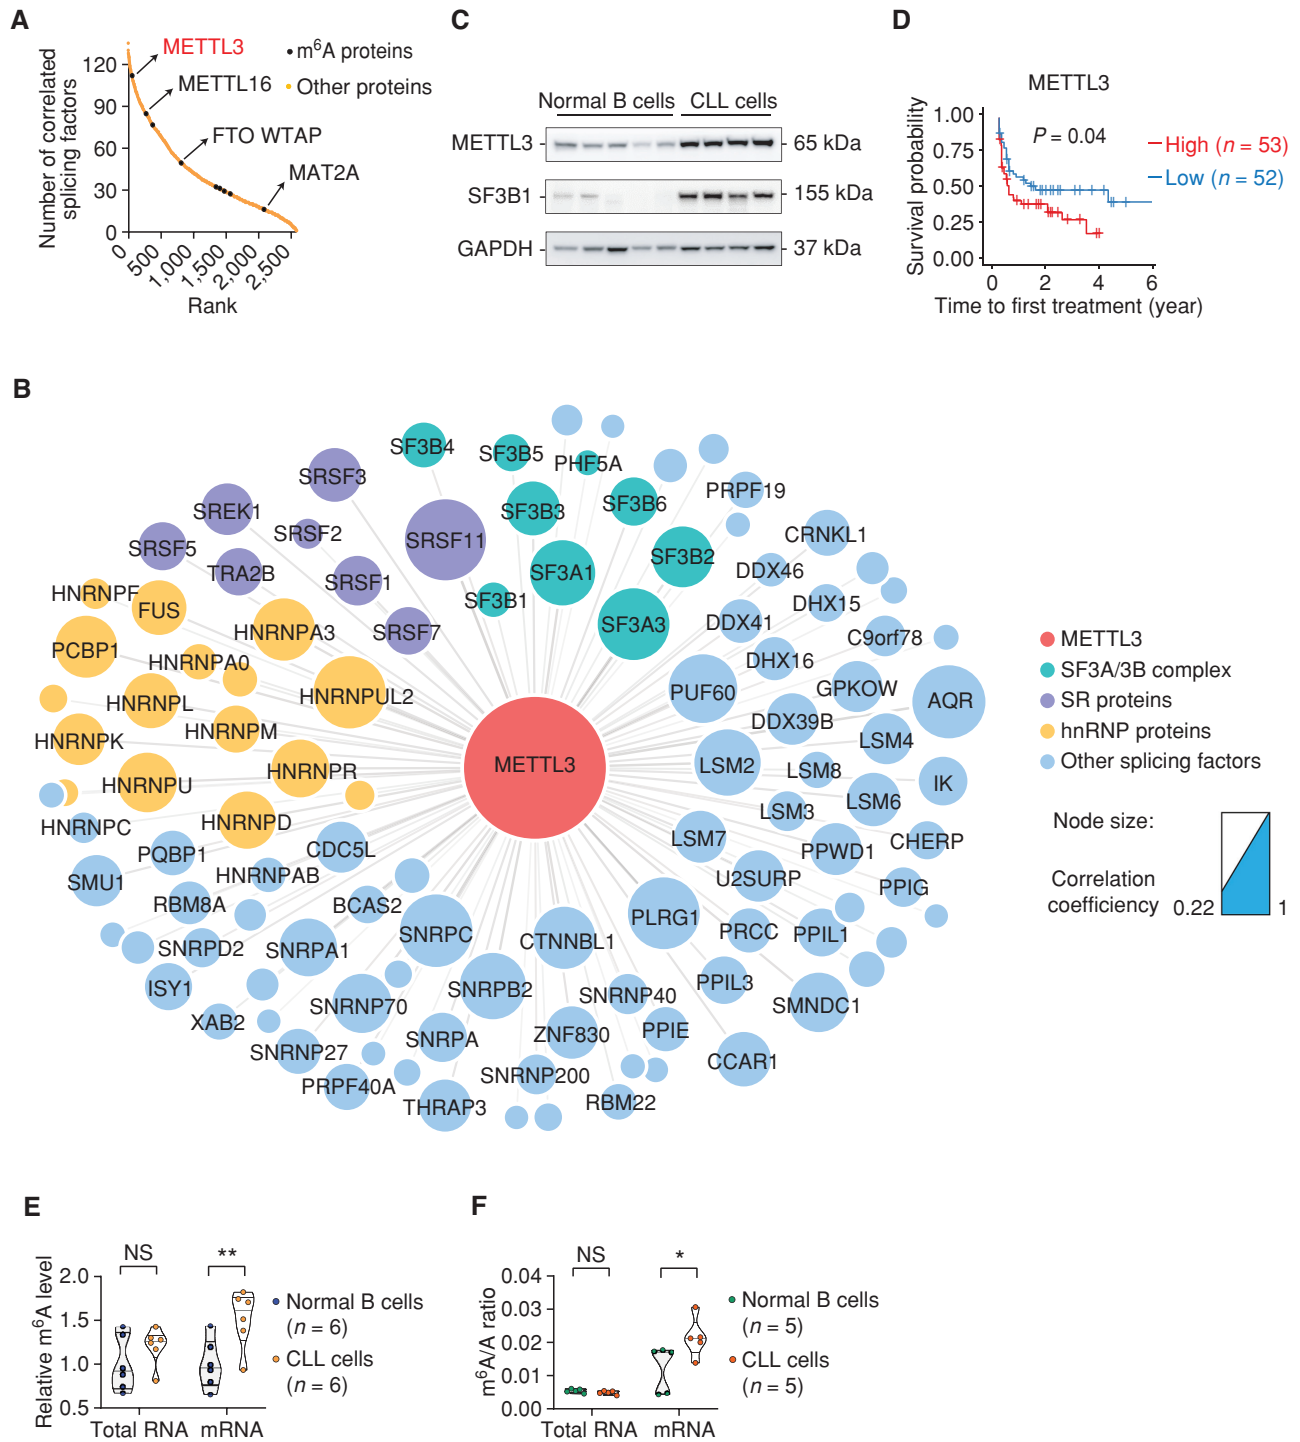 A
Number of correlated
splicing factors
120
90
60
30
0
0
500
1,000
1,500
2,000
2,500
Rank
METTL3
METTL16
FTO WTAP
MAT2A
m⁶A proteins
Other proteins
C
Normal B cells
CLL cells
METTL3
65 kDa
SF3B1
155 kDa
GAPDH
37 kDa
D
METTL3
Survival probability
1.00
0.75
0.50
0.25
0.00
P = 0.04
High (n = 53)
Low (n = 52)
0
2
4
6
Time to first treatment (year)
B
SF3B4
SF3B5
PHF5A
SRSF3
SF3B3
SF3B6
PRPF19
SREK1
SRSF2
SRSF11
SF3B2
CRNKL1
SRSF5
TRA2B
SRSF1
SF3A1
DDX46
HNRNPF
FUS
SF3B1
DHX15
PCBP1
HNRNPA3
SRSF7
SF3A3
DDX41
C9orf78
HNRNPA0
DHX16
HNRNPL
HNRNPUL2
PUF60
GPKOW
AQR
HNRNPK
HNRNPM
DDX39B
LSM4
HNRNPU
HNRNPR
METTL3
LSM2
LSM8
IK
HNRNPC
HNRNPD
LSM3
LSM6
PQBP1
CDC5L
LSM7
PPWD1
CHERP
SMU1
HNRNPAB
U2SURP
PPIG
RBM8A
BCAS2
SNRPC
PLRG1
PRCC
PPIL1
SNRPD2
SNRPA1
CTNNBL1
ISY1
SNRNP70
SNRPB2
SNRNP40
PPIL3
SMNDC1
XAB2
SNRPA
ZNF830
PPIE
SNRNP27
CCAR1
PRPF40A
SNRNP200
THRAP3
RBM22
METTL3
SF3A/3B complex
SR proteins
hnRNP proteins
Other splicing factors
Node size:
Correlation
coefficiency
0.22
1
E
Relative m⁶A level
2.0
1.5
1.0
0.5
NS
**
Total RNA
mRNA
Normal B cells
(n = 6)
CLL cells
(n = 6)
F
m⁶A/A ratio
0.04
0.03
0.02
0.01
0.00
NS
*
Total RNA
mRNA
Normal B cells
(n = 5)
CLL cells
(n = 5)